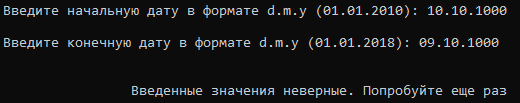 Введите начальную дату в формате d.m.y (01.01.2010): 10.10.1000
Введите конечную дату в формате d.m.y (01.01.2018): 09.10.1000
Введенные значения неверные. Попробуйте еще раз